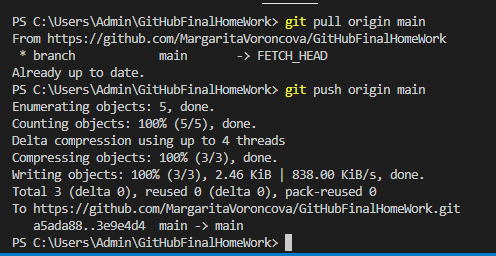 PS C:\Users\Admin\GitHubFinalHomeWork> git pull origin main
From https://github.com/MargaritaVoroncova/GitHubFinalHomeWork
 * branch            main       -> FETCH_HEAD
Already up to date.
PS C:\Users\Admin\GitHubFinalHomeWork> git push origin main
Enumerating objects: 5, done.
Counting objects: 100% (5/5), done.
Delta compression using up to 4 threads
Compressing objects: 100% (3/3), done.
Writing objects: 100% (3/3), 2.46 KiB | 838.00 KiB/s, done.
Total 3 (delta 0), reused 0 (delta 0), pack-reused 0
To https://github.com/MargaritaVoroncova/GitHubFinalHomeWork.git
   a5ada88..3e9e4d4  main -> main
PS C:\Users\Admin\GitHubFinalHomeWork>